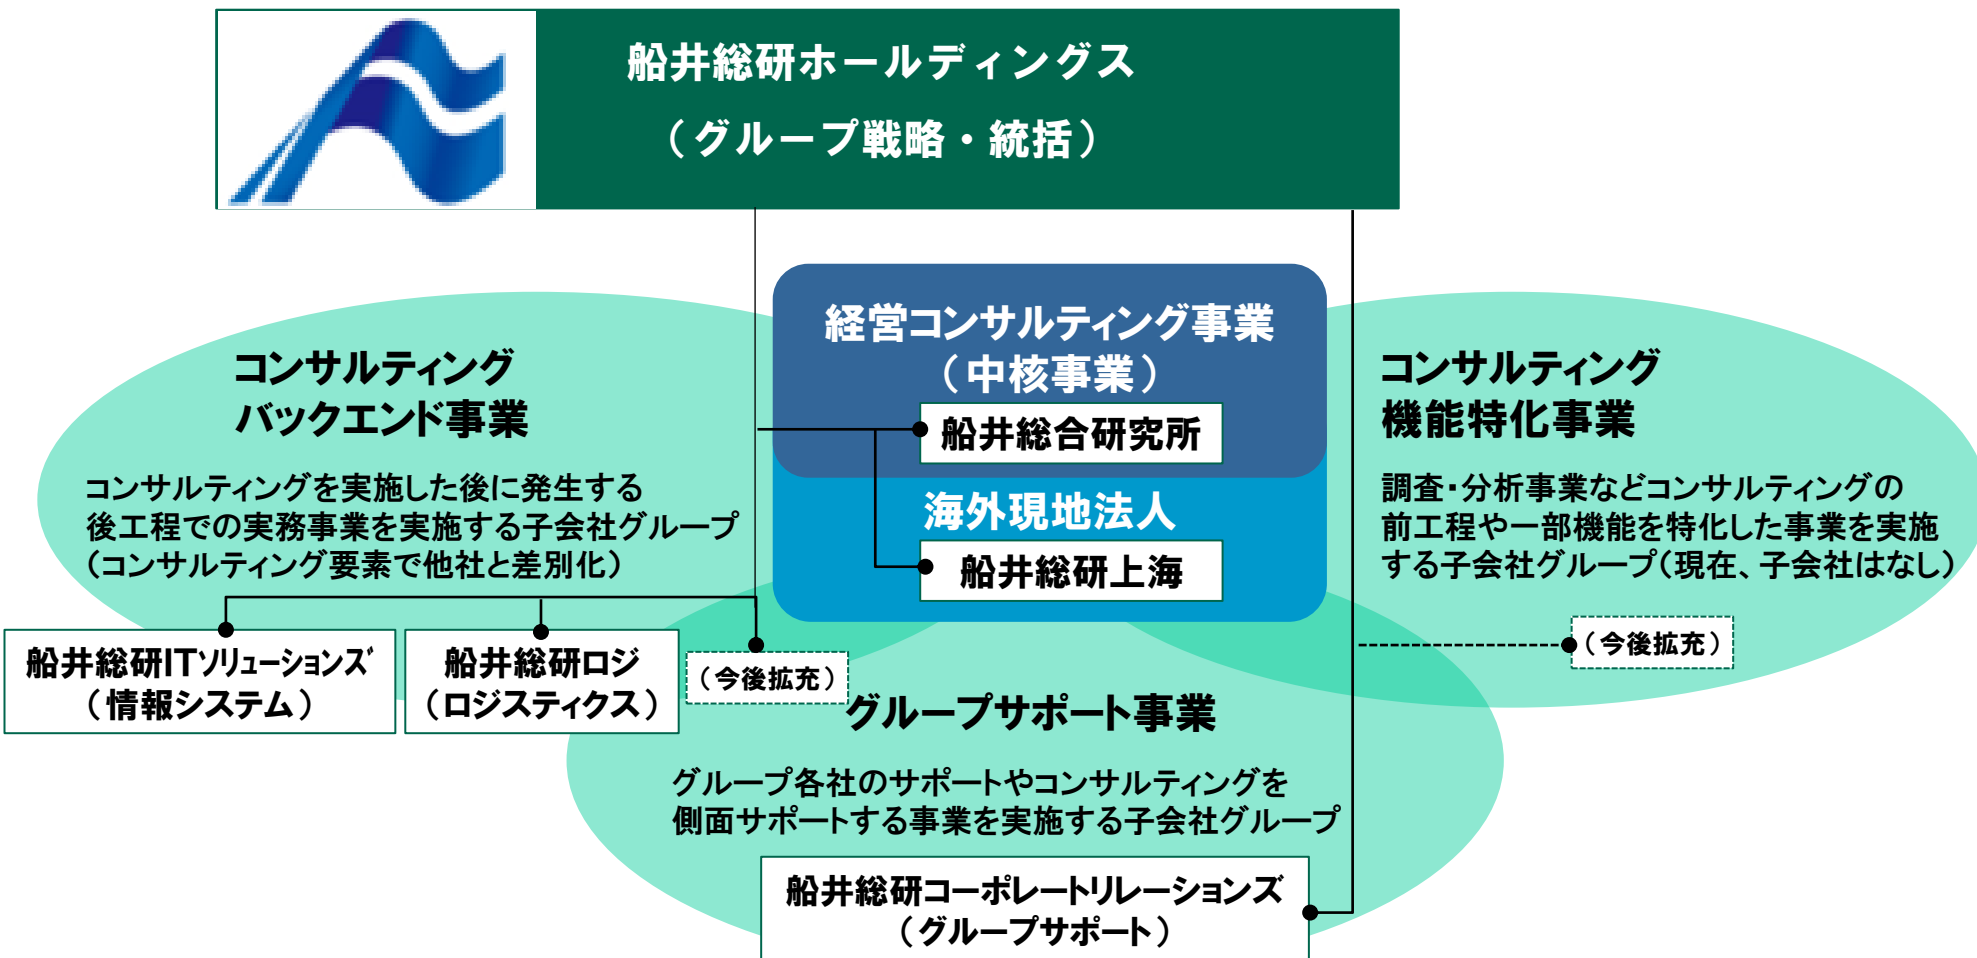 船井総研ホールディングス
（グループ戦略・統括）
経営コンサルティング事業
（中核事業）
船井総合研究所
海外現地法人
船井総研上海
コンサルティング
バックエンド事業
コンサルティングを実施した後に発生する
後工程での実務事業を実施する子会社グループ
（コンサルティング要素で他社と差別化）
船井総研ITソリューションズ
（情報システム）
船井総研ロジ
（ロジスティクス）
（今後拡充）
コンサルティング
機能特化事業
調査・分析事業などコンサルティングの
前工程や一部機能を特化した事業を実施
する子会社グループ（現在、子会社はなし）
（今後拡充）
グループサポート事業
グループ各社のサポートやコンサルティングを
側面サポートする事業を実施する子会社グループ
船井総研コーポレートリレーションズ
（グループサポート）